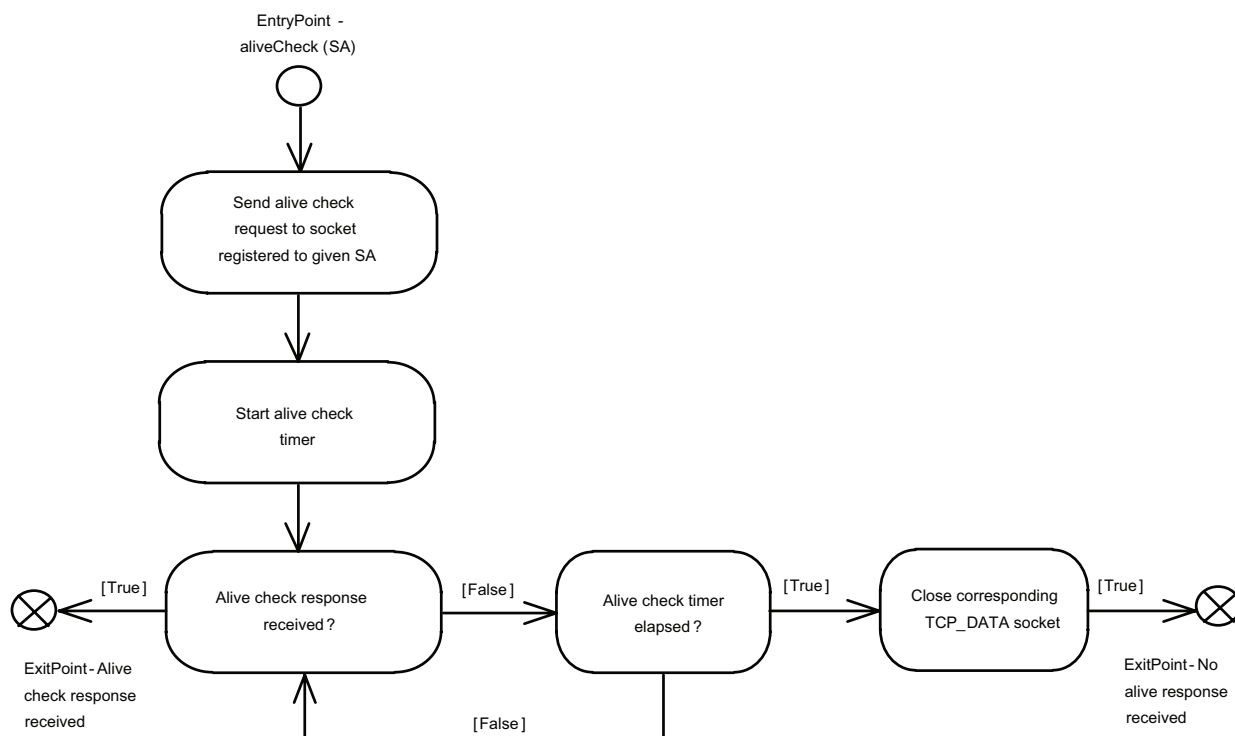 EntryPoint -
aliveCheck (SA)
Send alive check
request to socket
registered to given SA
Start alive check
timer
[True]
Alive check response
received?
[False]
Alive check timer
elapsed?
[True]
Close corresponding
TCP_DATA socket
[True]
ExitPoint-Alive
check response
received
[False]
ExitPoint-No
alive response
received